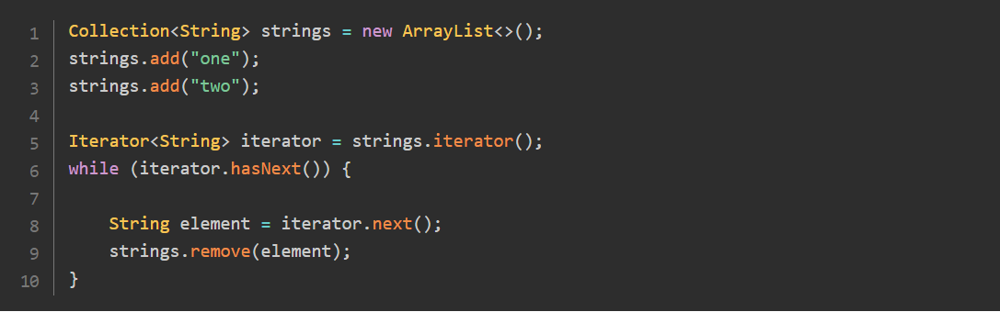 1 Collection<String> strings = new ArrayList<>();
2 strings.add("one");
3 strings.add("two");
4
5 Iterator<String> iterator = strings.iterator();
6 while (iterator.hasNext()) {
7
8     String element = iterator.next();
9     strings.remove(element);
10 }